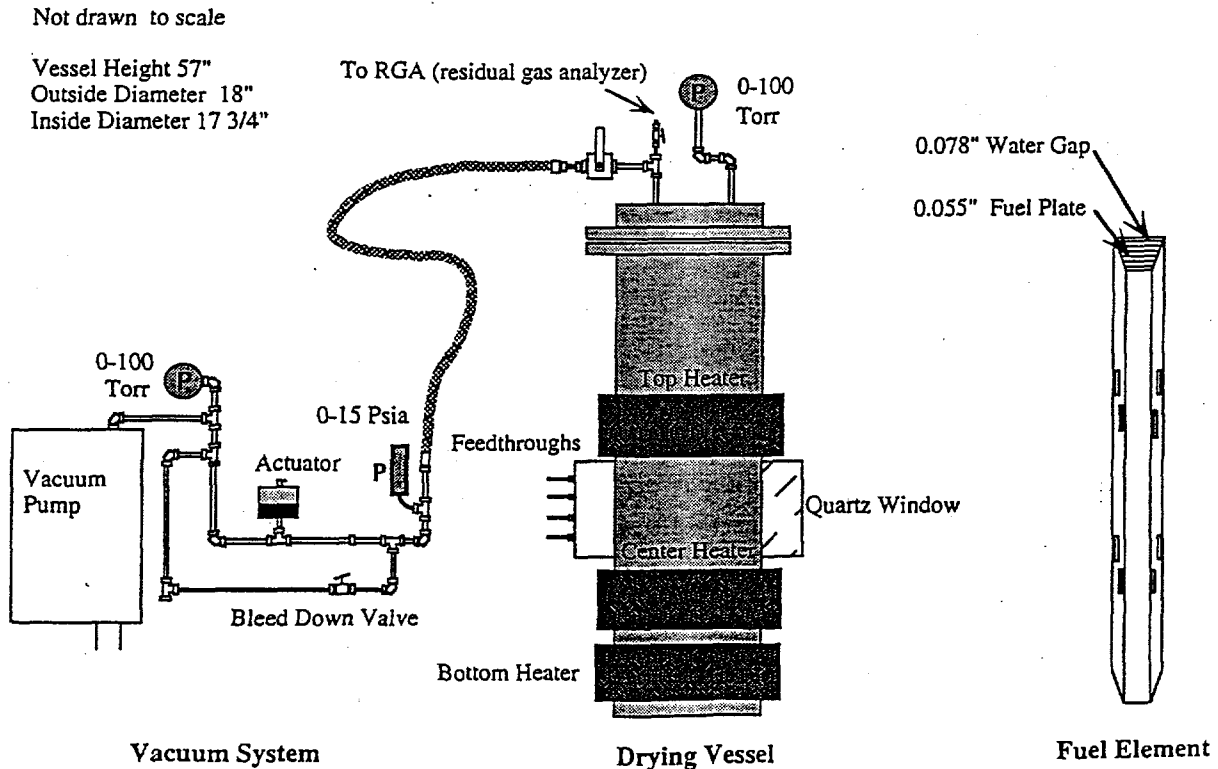 Not drawn to scale
Vessel Height 57"
Outside Diameter 18"
Inside Diameter 17 3/4"
To RGA (residual gas analyzer)
P
0-100
Torr
0.078" Water Gap
0.055" Fuel Plate
0-100
Torr
P
0-15 Psia
P
Top Heater
Feedthroughs
Actuator
Vacuum
Pump
Quartz Window
Center Heater
Bleed Down Valve
Bottom Heater
Vacuum System
Drying Vessel
Fuel Element